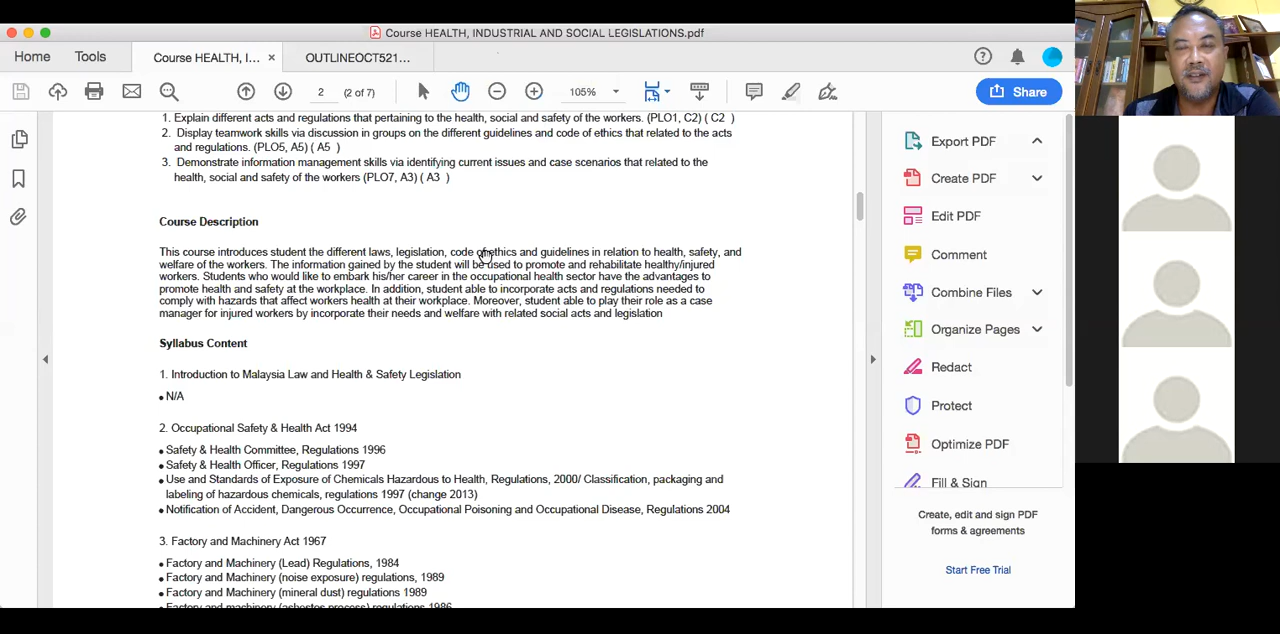 Course HEALTH, INDUSTRIAL AND SOCIAL LEGISLATIONS.pdf
Home
Tools
Course HEALTH, I... ×
OUTLINEOCT521...
2
(2 of 7)
105%
Share
1. Explain different acts and regulations that pertaining to the health, social and safety of the workers. (PLO1, C2) ( C2 )
2. Display teamwork skills via discussion in groups on the different guidelines and code of ethics that related to the acts
and regulations. (PLO5, A5) ( A5 )
3. Demonstrate information management skills via identifying current issues and case scenarios that related to the
health, social and safety of the workers (PLO7, A3) ( A3 )
Course Description
This course introduces student the different laws, legislation, code of ethics and guidelines in relation to health, safety, and
welfare of the workers. The information gained by the student will be used to promote and rehabilitate healthy/injured
workers. Students who would like to embark his/her career in the occupational health sector have the advantages to
promote health and safety at the workplace. In addition, student able to incorporate acts and regulations needed to
comply with hazards that affect workers health at their workplace. Moreover, student able to play their role as a case
manager for injured workers by incorporate their needs and welfare with related social acts and legislation
Syllabus Content
1. Introduction to Malaysia Law and Health & Safety Legislation
• N/A
2. Occupational Safety & Health Act 1994
• Safety & Health Committee, Regulations 1996
• Safety & Health Officer, Regulations 1997
• Use and Standards of Exposure of Chemicals Hazardous to Health, Regulations, 2000/ Classification, packaging and
labeling of hazardous chemicals, regulations 1997 (change 2013)
• Notification of Accident, Dangerous Occurrence, Occupational Poisoning and Occupational Disease, Regulations 2004
3. Factory and Machinery Act 1967
• Factory and Machinery (Lead) Regulations, 1984
• Factory and Machinery (noise exposure) regulations, 1989
• Factory and Machinery (mineral dust) regulations 1989
• Factory and machinery (asbestos process) regulations 1986
Export PDF
Create PDF
Edit PDF
Comment
Combine Files
Organize Pages
Redact
Protect
Optimize PDF
Fill & Sign
Create, edit and sign PDF
forms & agreements
Start Free Trial